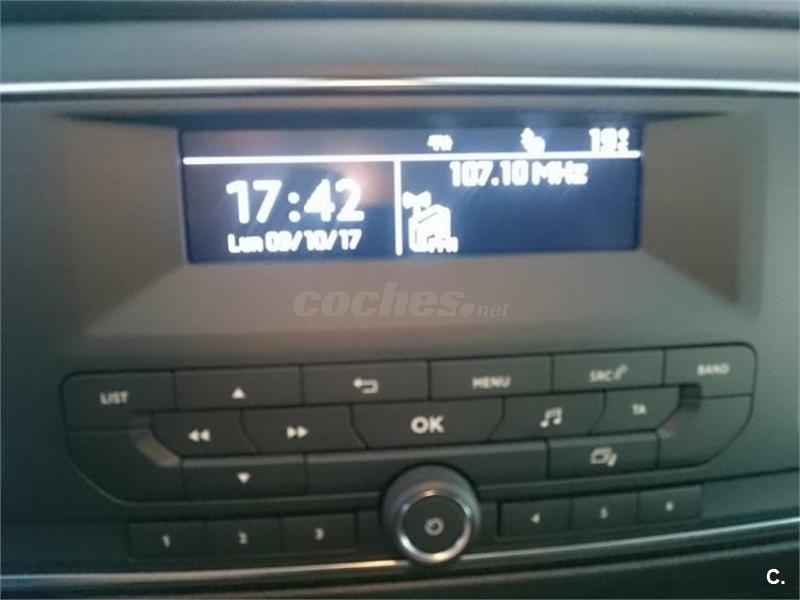 107.10 MHz
17:42
Lun 09/10/17
coches.net
LIST
MENU
SRC
BAND
OK
TA
1
2
3
4
5
6
C.